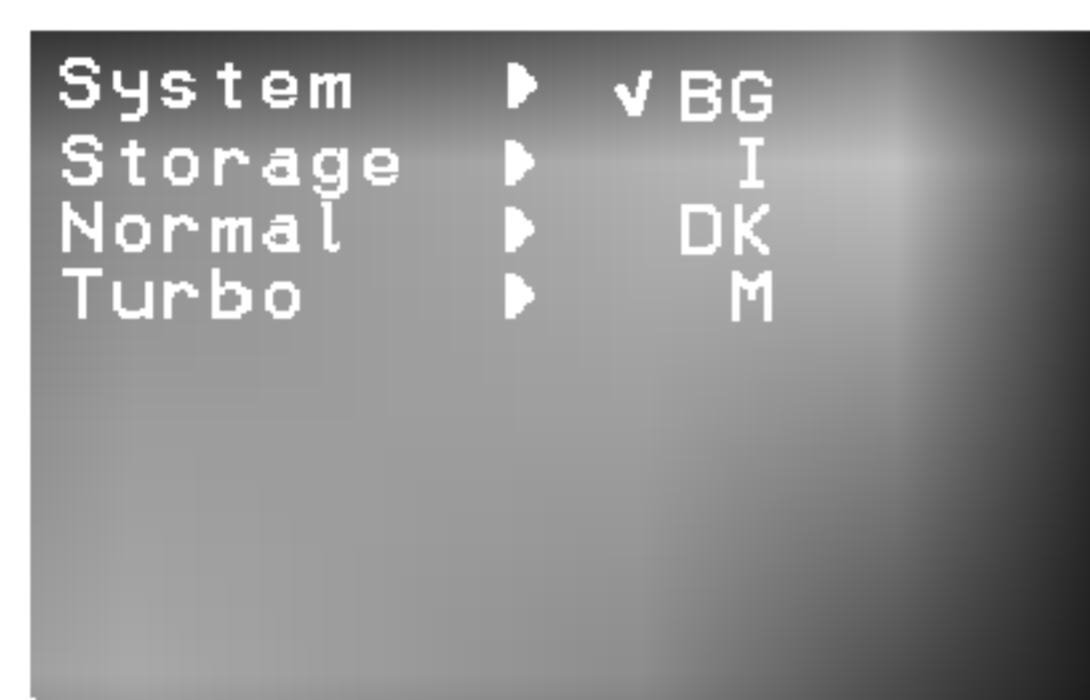 System ▶ ✓ BG
Storage ▶ I
Normal ▶ DK
Turbo ▶ M